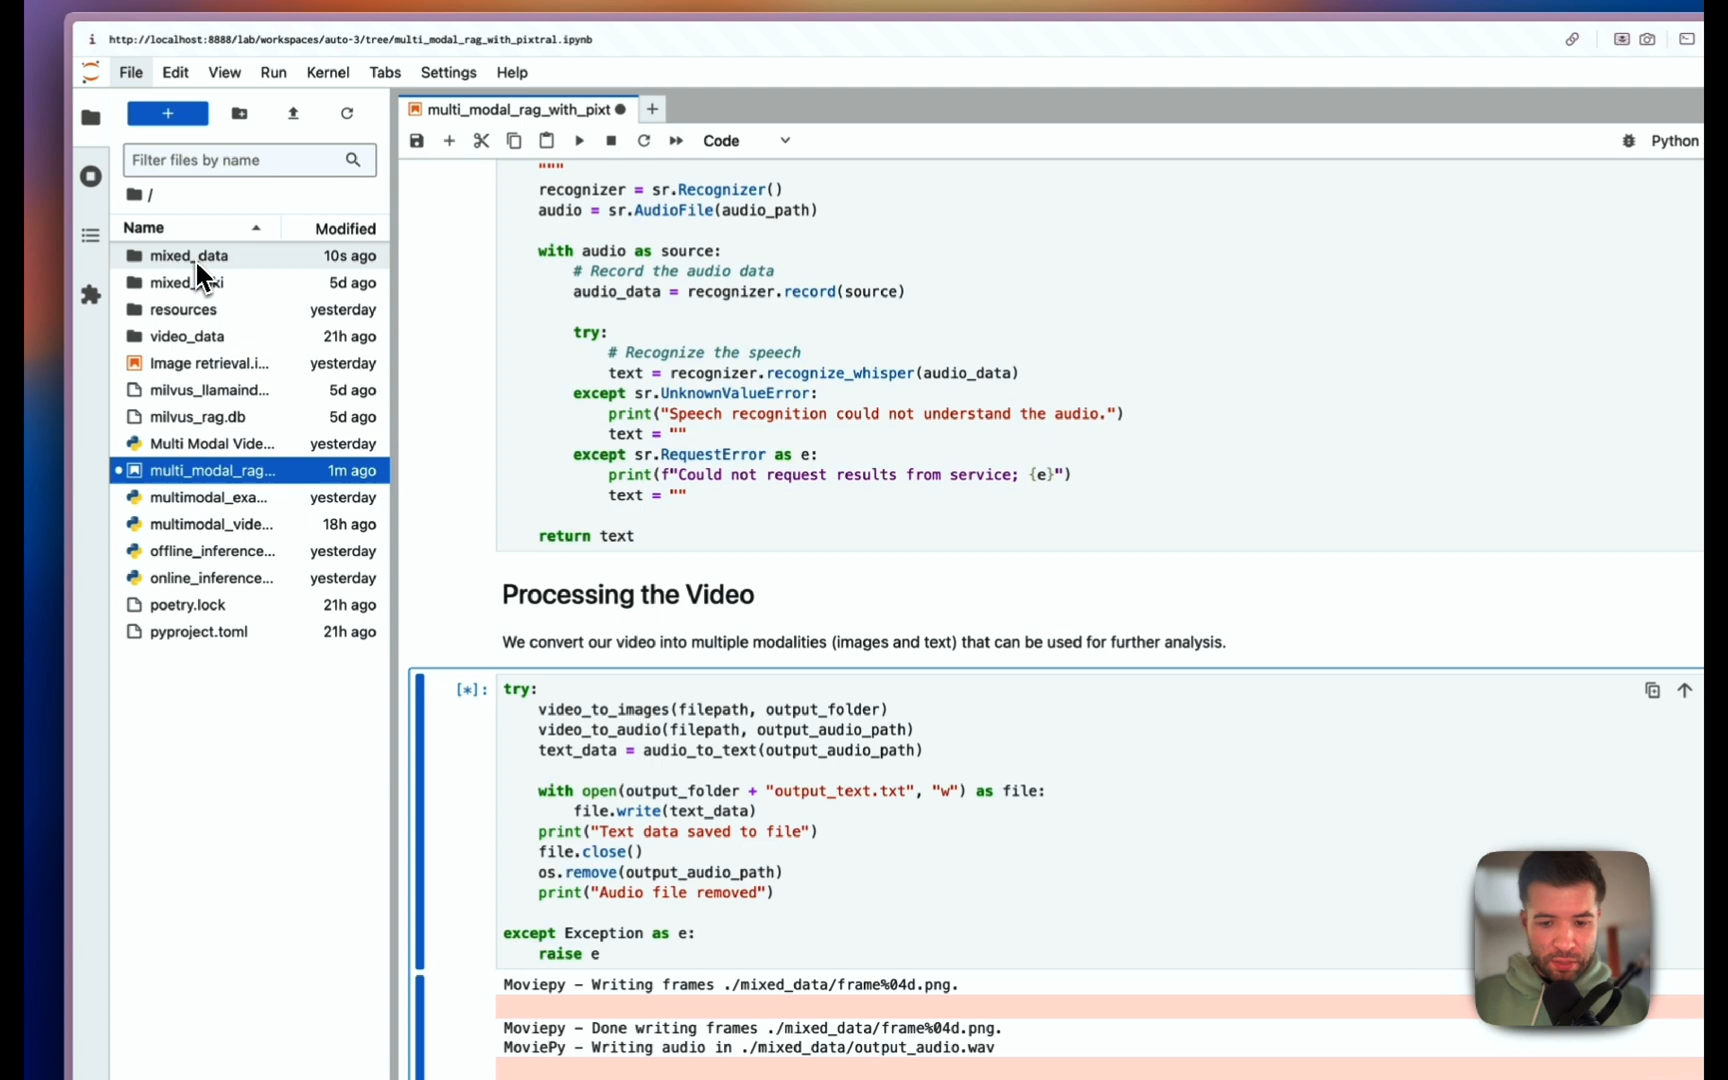 http://localhost:8888/lab/workspaces/auto-3/tree/multi_modal_rag_with_pixtral.ipynb
File Edit View Run Kernel Tabs Settings Help
multi_modal_rag_with_pixt
Code
Python
Filter files by name
/
Name Modified
mixed_data 10s ago
5d ago
resources yesterday
video_data 21h ago
Image retrieval.i... yesterday
milvus_llamaind... 5d ago
milvus_rag.db 5d ago
Multi Modal Vide... yesterday
multi_modal_rag... 1m ago
multimodal_exa... yesterday
multimodal_vide... 18h ago
offline_inference... yesterday
online_inference... yesterday
poetry.lock 21h ago
pyproject.toml 21h ago
"""
recognizer = sr.Recognizer()
audio = sr.AudioFile(audio_path)
with audio as source:
# Record the audio data
audio_data = recognizer.record(source)
try:
# Recognize the speech
text = recognizer.recognize_whisper(audio_data)
except sr.UnknownValueError:
print("Speech recognition could not understand the audio.")
text = ""
except sr.RequestError as e:
print(f"Could not request results from service; {e}")
text = ""
return text
Processing the Video
We convert our video into multiple modalities (images and text) that can be used for further analysis.
[*]:
try:
video_to_images(filepath, output_folder)
video_to_audio(filepath, output_audio_path)
text_data = audio_to_text(output_audio_path)
with open(output_folder + "output_text.txt", "w") as file:
file.write(text_data)
print("Text data saved to file")
file.close()
os.remove(output_audio_path)
print("Audio file removed")
except Exception as e:
raise e
Moviepy - Writing frames ./mixed_data/frame%04d.png.
Moviepy - Done writing frames ./mixed_data/frame%04d.png.
MoviePy - Writing audio in ./mixed_data/output_audio.wav